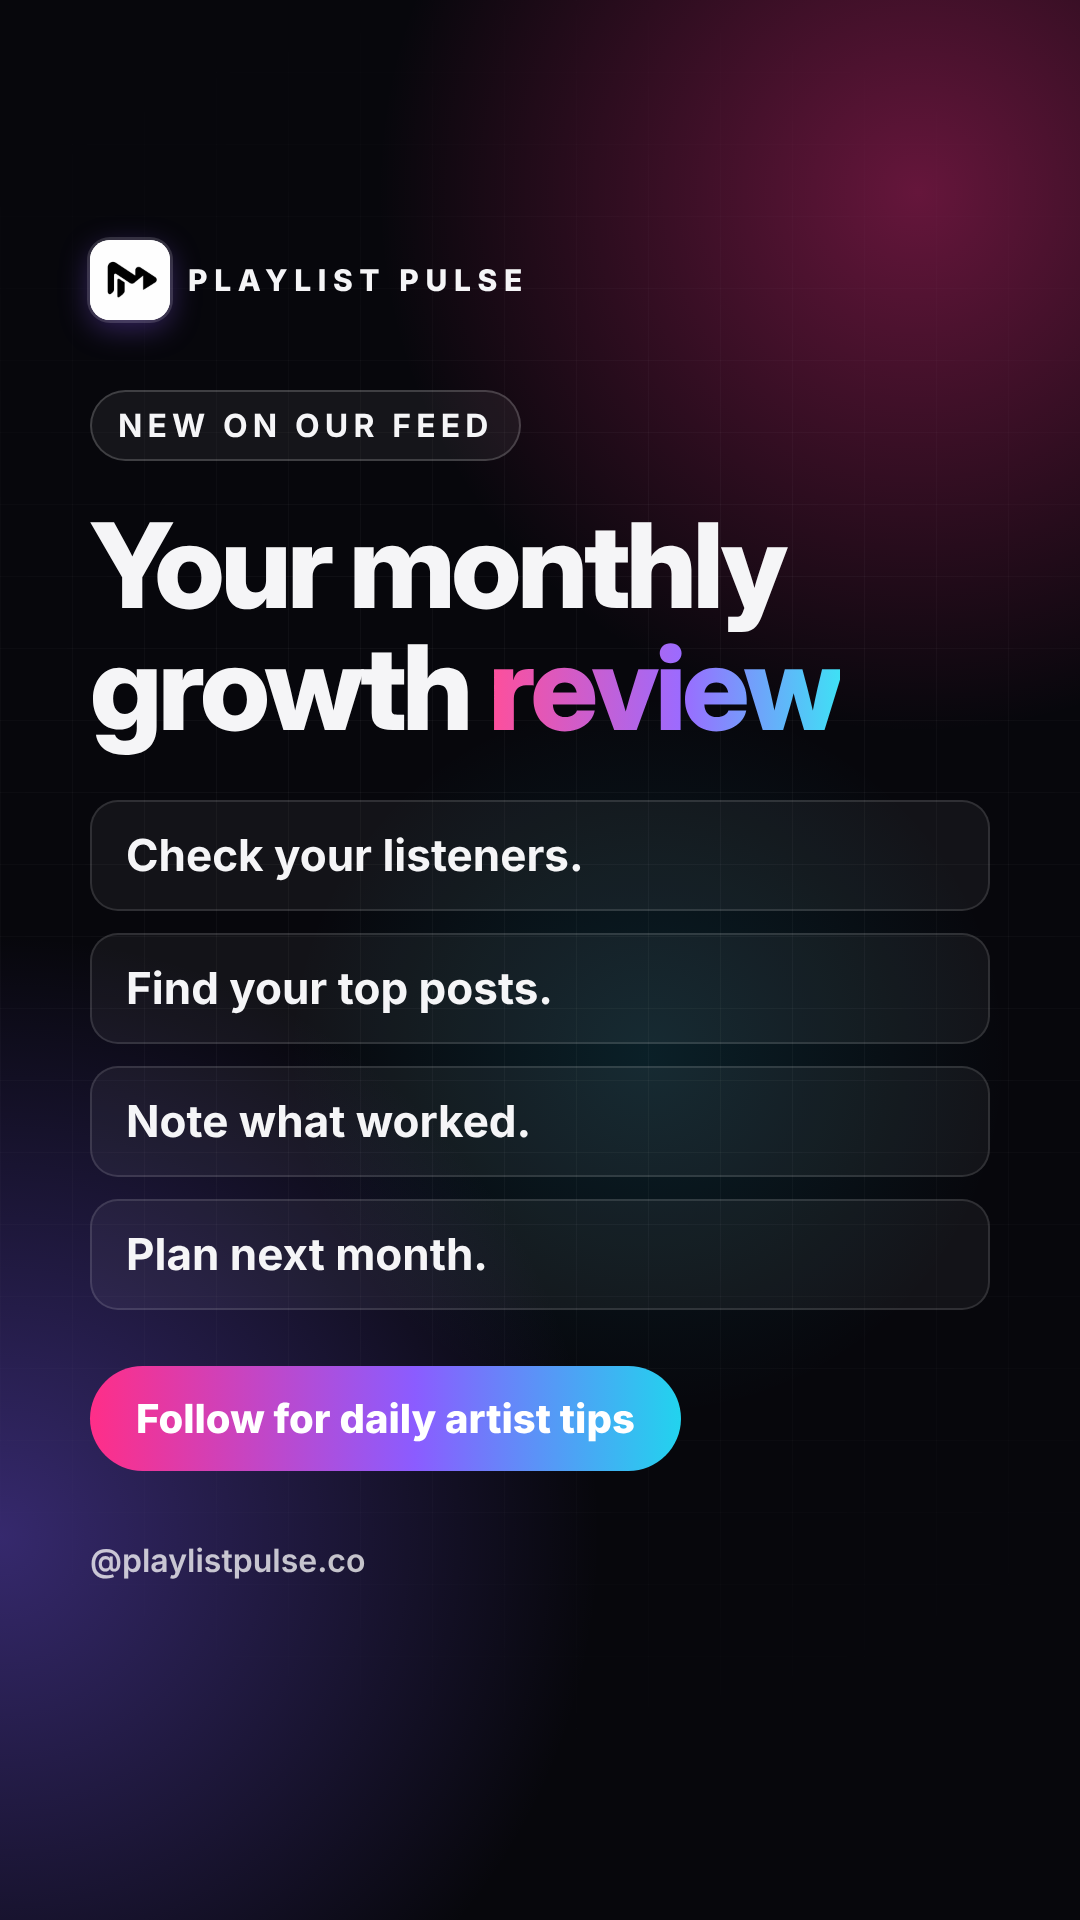 PLAYLIST PULSE
NEW ON OUR FEED
Your monthly
growth review
Check your listeners.
Find your top posts.
Note what worked.
Plan next month.
Follow for daily artist tips
@playlistpulse.co